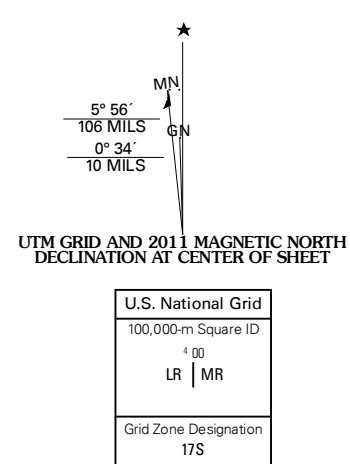 MN
5° 56´
106 MILS
GN
0° 34´
10 MILS
UTM GRID AND 2011 MAGNETIC NORTH
DECLINATION AT CENTER OF SHEET
U.S. National Grid
100,000-m Square ID
4 00
LR | MR
Grid Zone Designation
17S